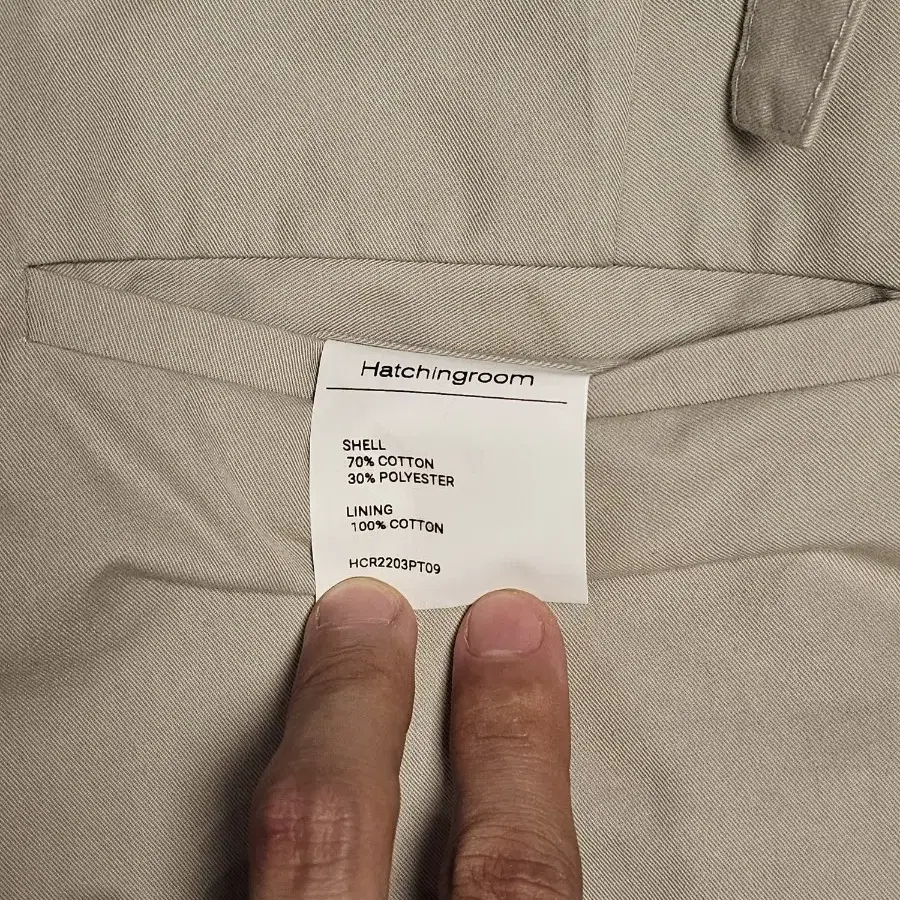 Hatchingroom
SHELL
70% COTTON
30% POLYESTER
LINING
100% COTTON
HCR2203PT09